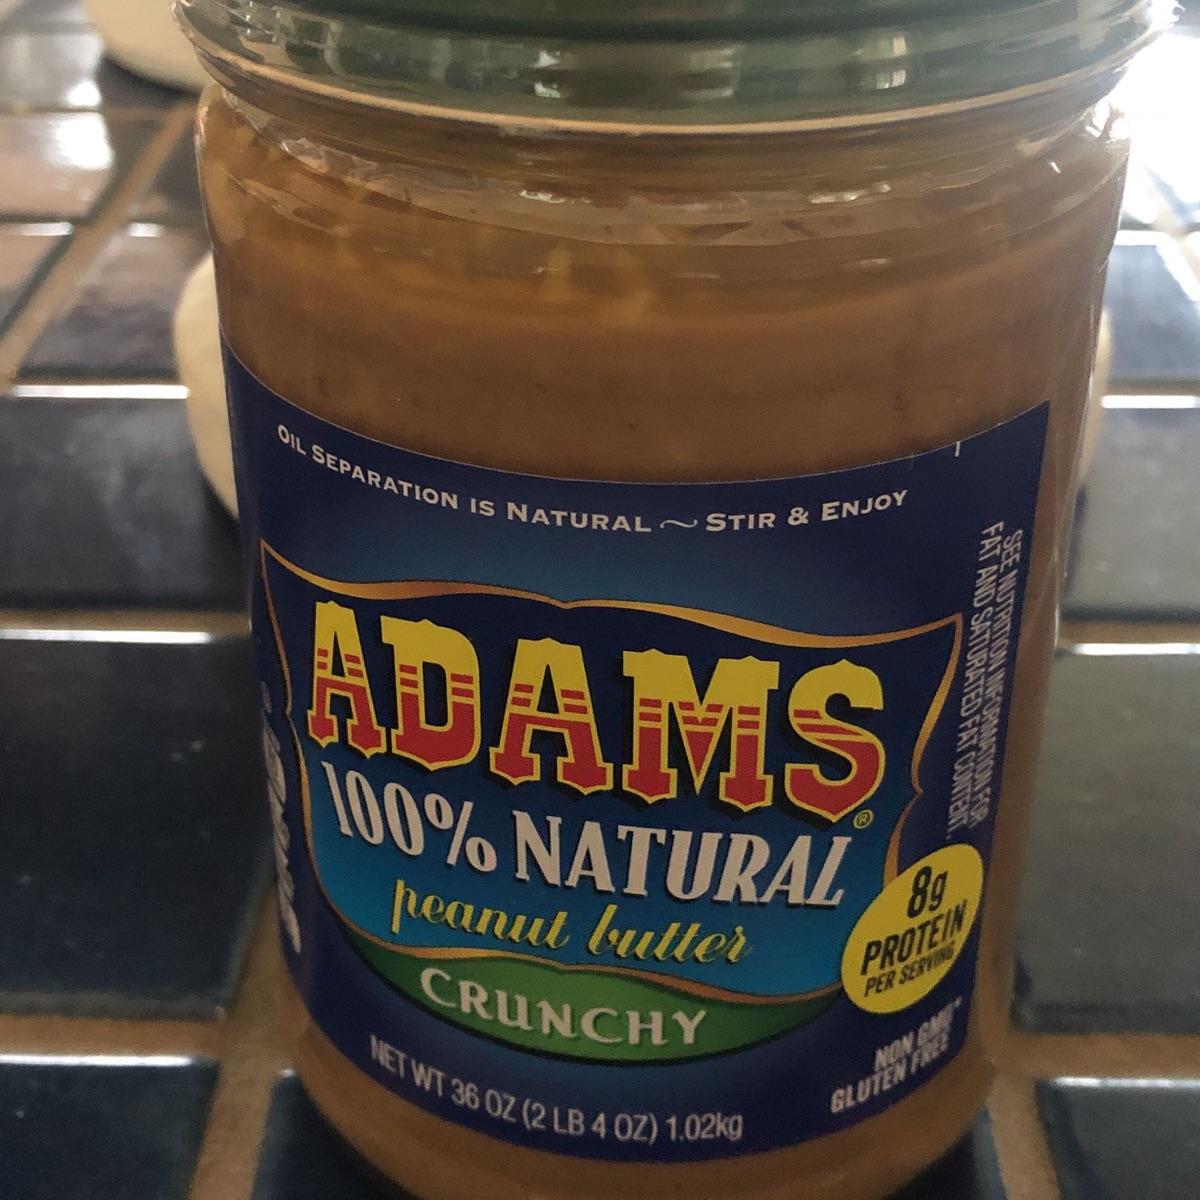 OIL SEPARATION IS NATURAL ~ STIR & ENJOY
ADAMS®
100% NATURAL
peanut butter
CRUNCHY
NET WT 36 OZ (2 LB 4 OZ) 1.02kg
SEE NUTRITION INFORMATION FOR
FAT AND SATURATED FAT CONTENT.
8g
PROTEIN
PER SERVING
NON GMO*
GLUTEN FREE